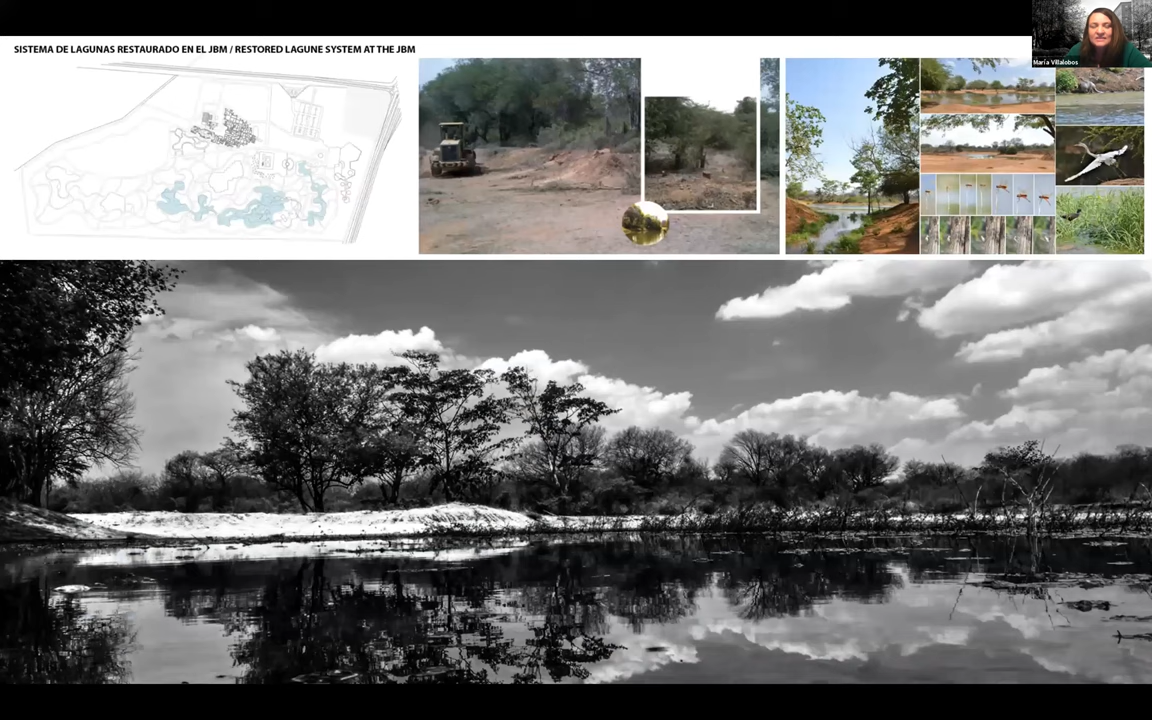 SISTEMA DE LAGUNAS RESTAURADO EN EL JBM / RESTORED LAGUNE SYSTEM AT THE JBM
María Villalobos